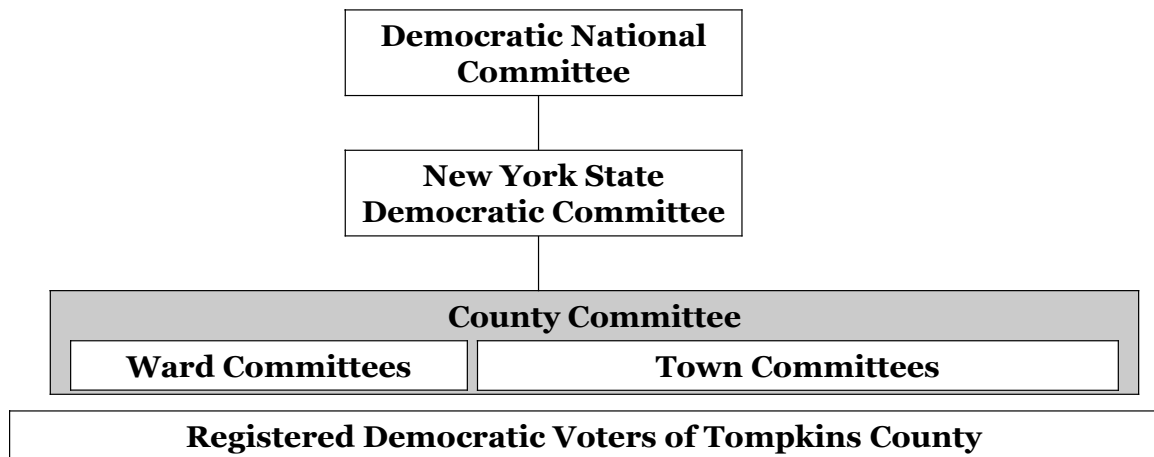 Democratic National
Committee
New York State
Democratic Committee
County Committee
Ward Committees
Town Committees
Registered Democratic Voters of Tompkins County